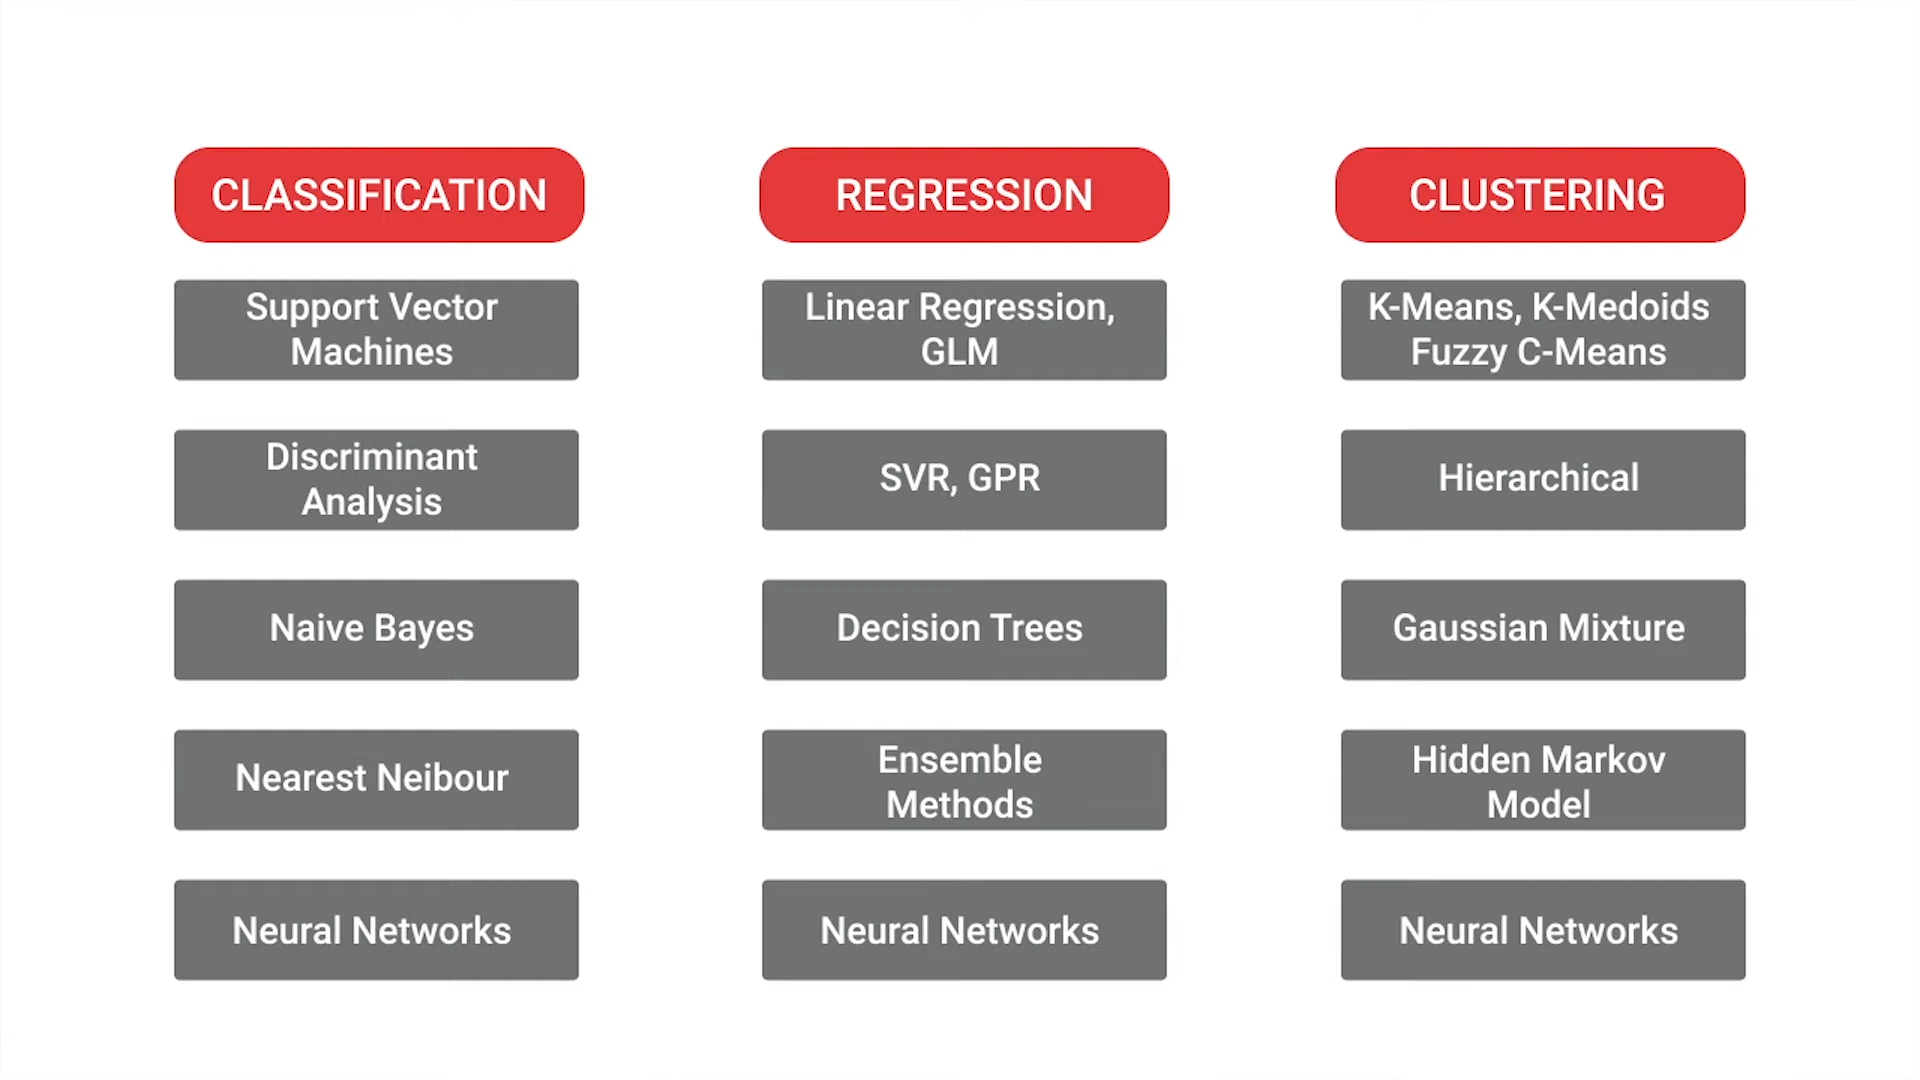 CLASSIFICATION
Support Vector
Machines
Discriminant
Analysis
Naive Bayes
Nearest Neibour
Neural Networks
REGRESSION
Linear Regression,
GLM
SVR, GPR
Decision Trees
Ensemble
Methods
Neural Networks
CLUSTERING
K-Means, K-Medoids
Fuzzy C-Means
Hierarchical
Gaussian Mixture
Hidden Markov
Model
Neural Networks